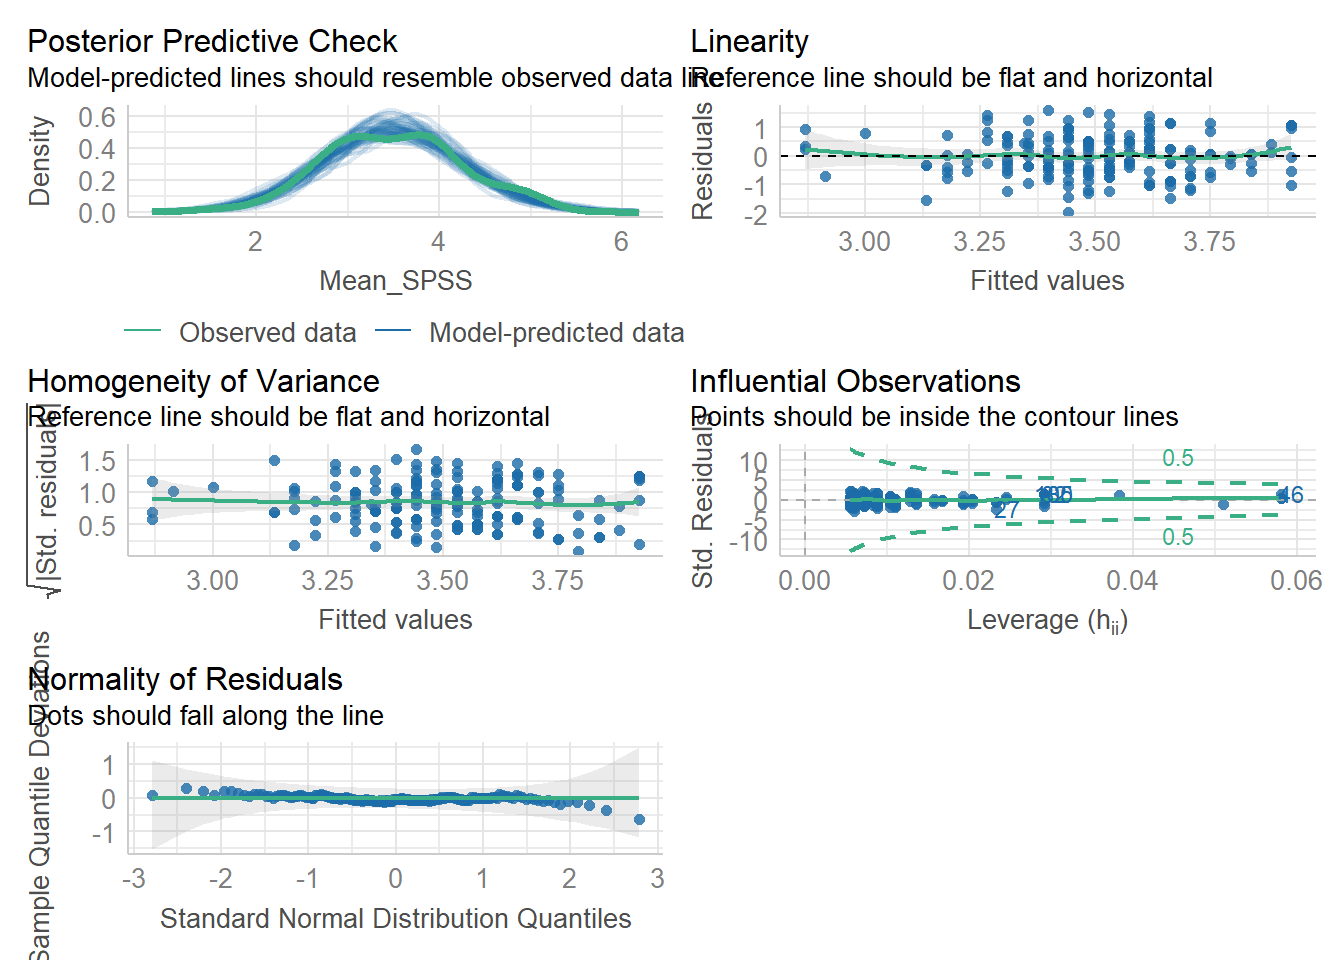 Posterior Predictive Check
Model-predicted lines should resemble observed data line
Density
0.6
0.4
0.2
0.0
2
4
6
Mean_SPSS
Observed data
Model-predicted data
Linearity
Reference line should be flat and horizontal
Residuals
1
0
-1
-2
3.00
3.25
3.50
3.75
Fitted values
Homogeneity of Variance
Reference line should be flat and horizontal
√|Std. residuals|
1.5
1.0
0.5
3.00
3.25
3.50
3.75
Fitted values
Influential Observations
Points should be inside the contour lines
Std. Residuals
10
5
0
-5
-10
0.5
0.5
27
46
0.00
0.02
0.04
0.06
Leverage (hii)
Normality of Residuals
Dots should fall along the line
Sample Quantile Deviations
1
0
-1
-3
-2
-1
0
1
2
3
Standard Normal Distribution Quantiles